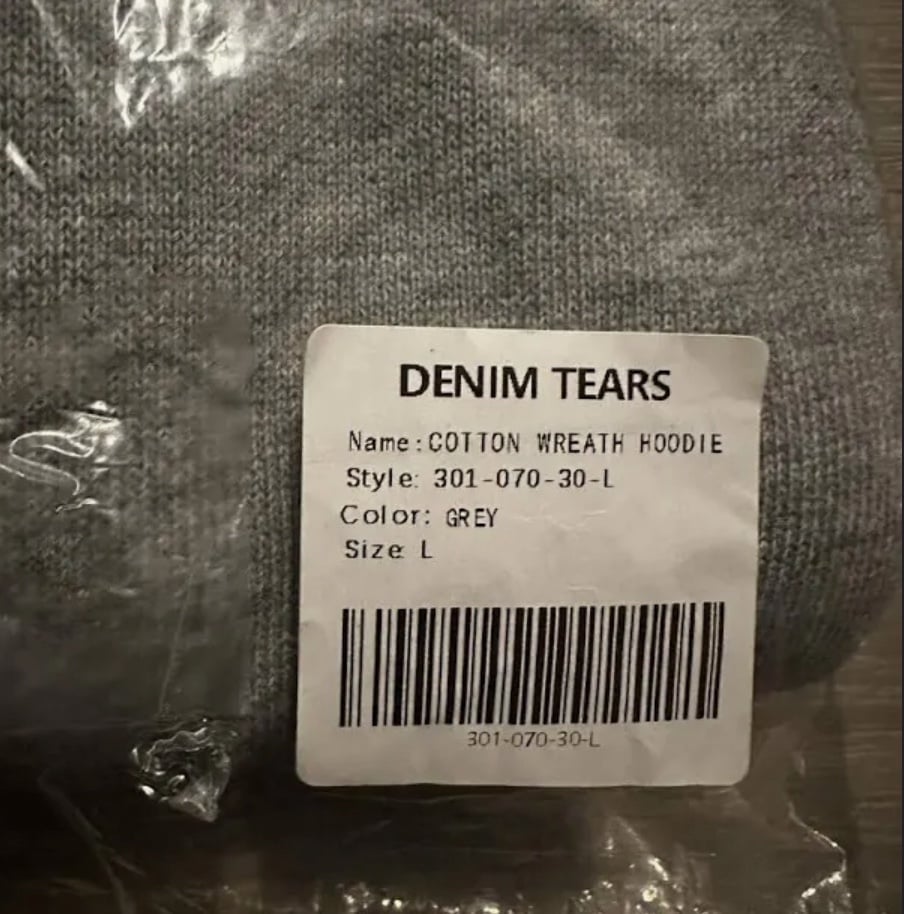 DENIM TEARS
Name:COTTON WREATH HOODIE
Style: 301-070-30-L
Color: GREY
Size: L
301-070-30-L